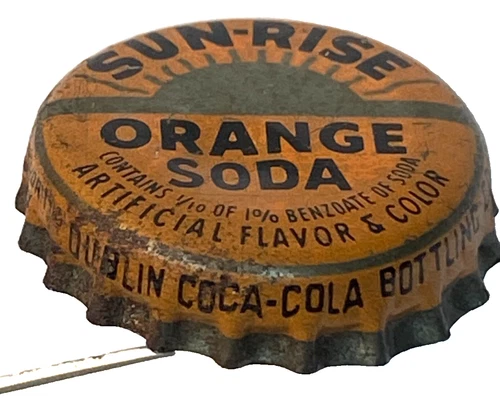 SUN-RISE
ORANGE
SODA
CONTAINS 1/10 OF 1% BENZOATE OF SODA
ARTIFICIAL FLAVOR & COLOR
DUBLIN COCA-COLA BOTTLING